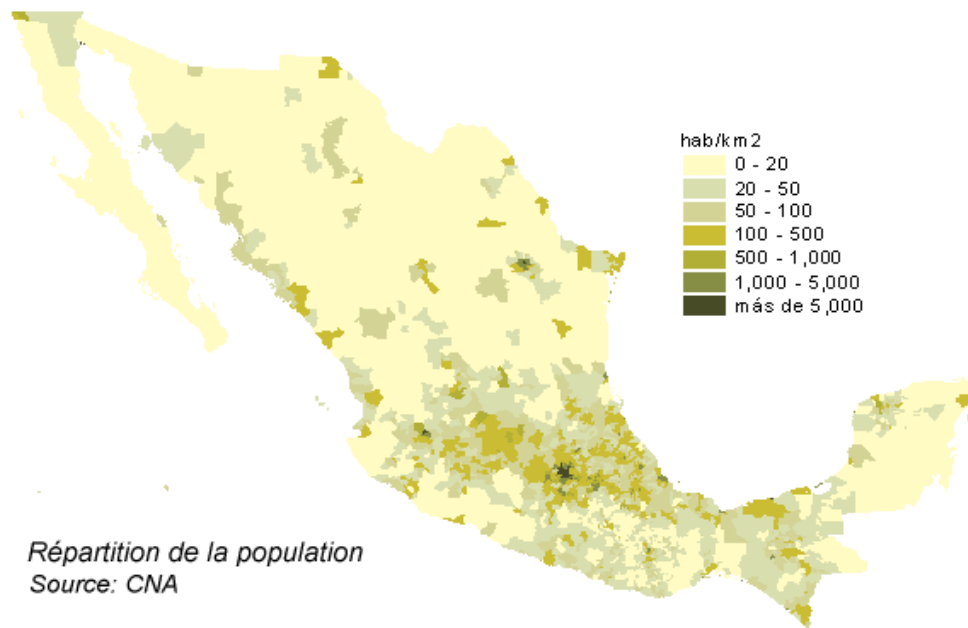 hab/km2
0 - 20
20 - 50
50 - 100
100 - 500
500 - 1,000
1,000 - 5,000
más de 5,000
Répartition de la population
Source: CNA